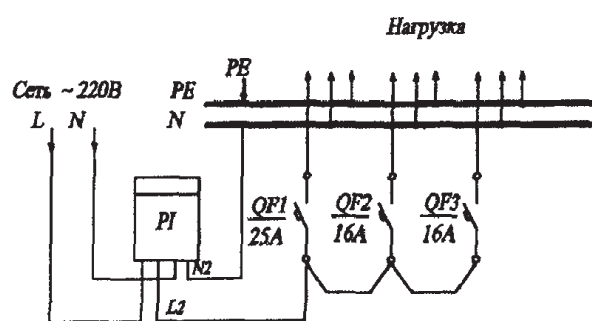 Нагрузка
PE
Сеть ~220В
PE
L N
N
PI
QF1
25A
QF2
16A
QF3
16A
N2
L2